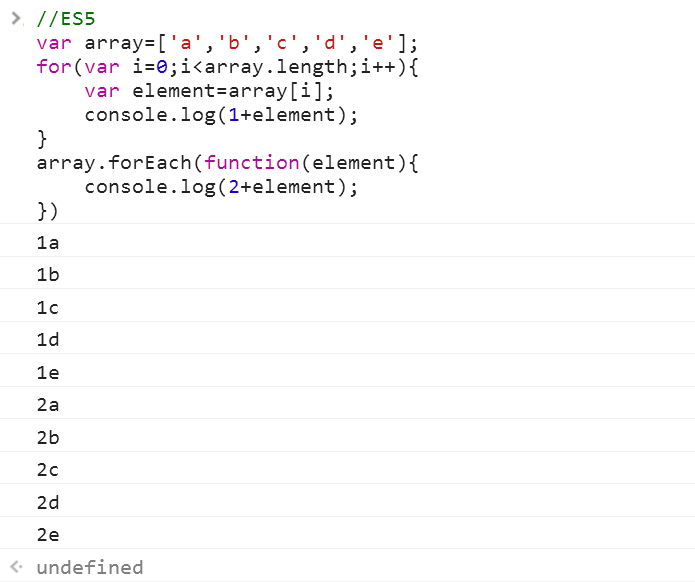 //ES5
var array=['a','b','c','d','e'];
for(var i=0;i<array.length;i++){
    var element=array[i];
    console.log(1+element);
}
array.forEach(function(element){
    console.log(2+element);
})
1a
1b
1c
1d
1e
2a
2b
2c
2d
2e
undefined